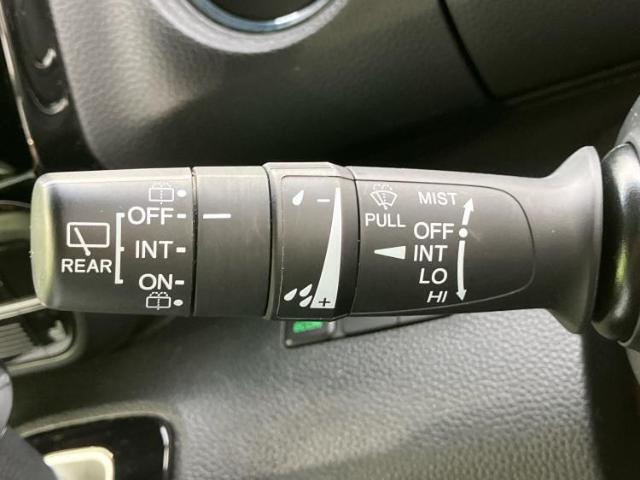 OFF
INT
REAR
ON
- 
+
PULL
MIST
OFF
INT
LO
HI